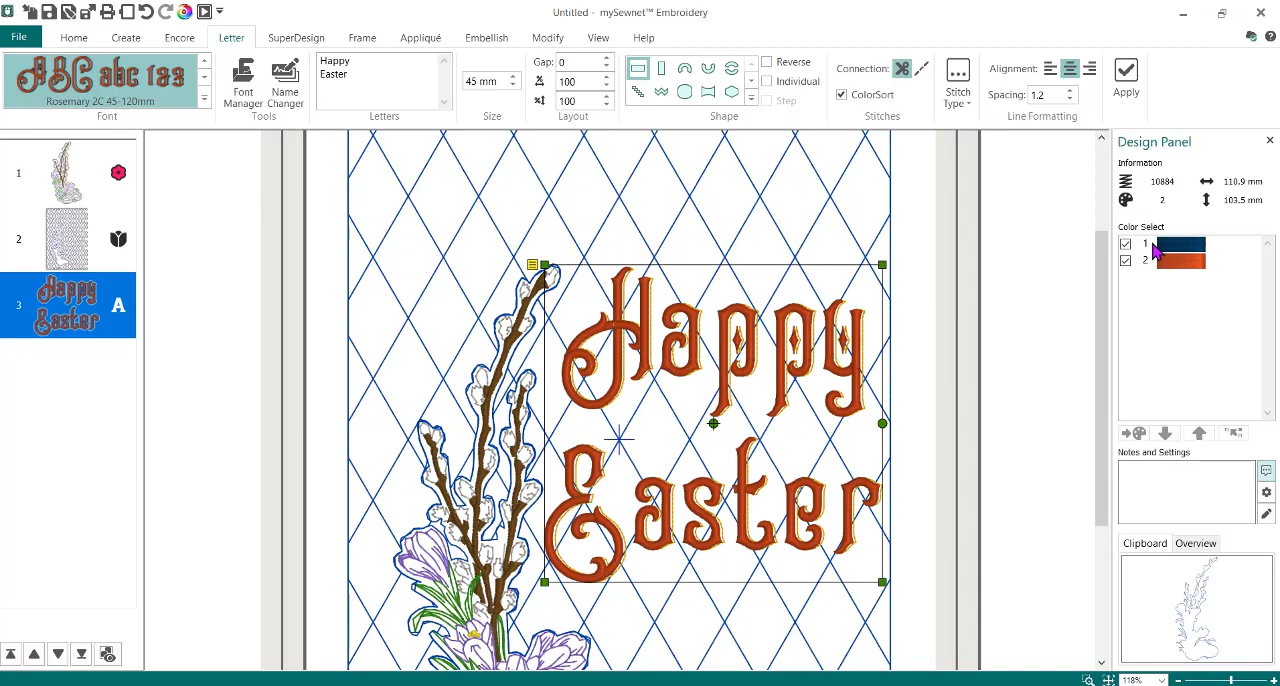 Untitled - mySewnet™ Embroidery
File Home Create Encore Letter SuperDesign Frame Appliqué Embellish Modify View Help
ABC abc 123
Rosemary 2C 45-120mm
Font
Font Manager
Name Changer
Tools
Happy
Easter
Letters
45 mm
Size
Gap: 0
100
100
Layout
Reverse
Individual
Step
Shape
Connection:
ColorSort
Stitches
Stitch Type
Alignment:
Spacing: 1.2
Line Formatting
Apply
1
2
3 Happy Easter A
Happy
Easter
Design Panel
Information
10884 110.9 mm
2 103.5 mm
Color Select
1
2
Notes and Settings
Clipboard Overview
118%